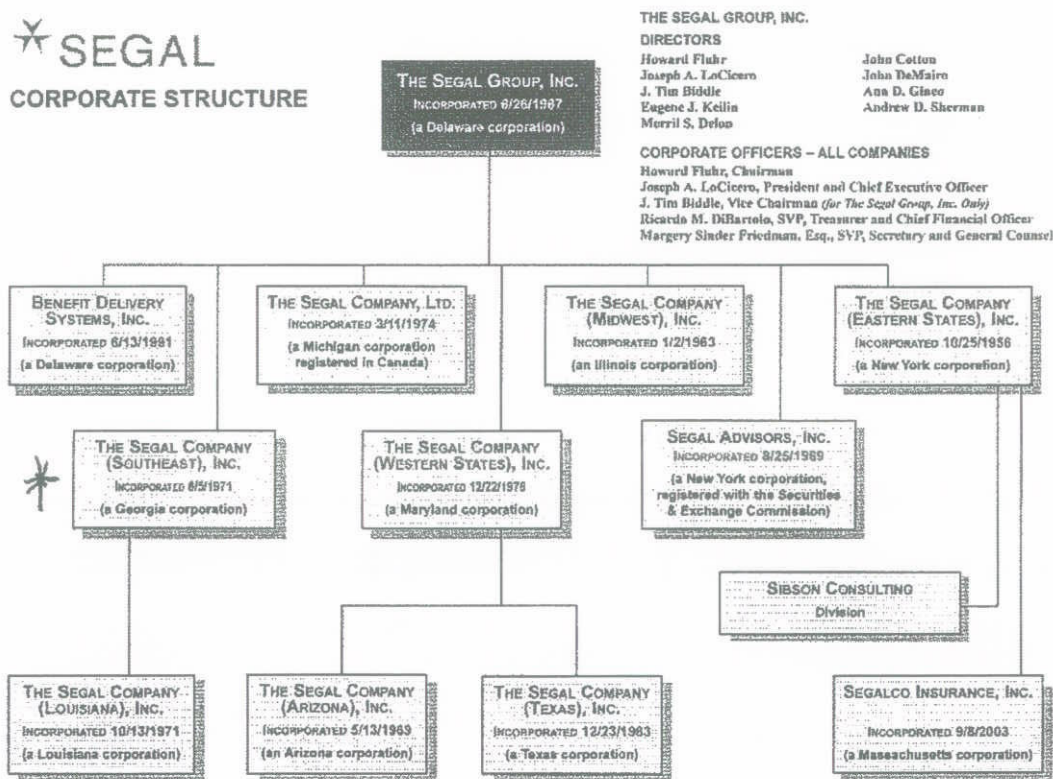 SEGAL
CORPORATE STRUCTURE
THE SEGAL GROUP, INC.
INCORPORATED 6/26/1987
(a Delaware corporation)
THE SEGAL GROUP, INC.
DIRECTORS
Howard Fluhr
Joseph A. LoCicero
J. Tim Biddle
Eugene J. Keilin
Merril S. Delon
John Cotton
John DeMairo
Ana D.
Andrew D. Sherman
CORPORATE OFFICERS – ALL COMPANIES
Howard Fluhr, Chairman
Joseph A. LoCicero, President and Chief Executive Officer
J. Tim Biddle, Vice Chairman (for The Segal Group, Inc. Only)
Ricardo M. DiBartolo, SVP, Treasurer and Chief Financial Officer
Margery Sinder Friedman, Esq., SVP, Secretary and General Counsel
BENEFIT DELIVERY
SYSTEMS, INC.
INCORPORATED 6/13/1991
(a Delaware corporation)
THE SEGAL COMPANY, LTD.
INCORPORATED 3/11/1974
(a Michigan corporation
registered in Canada)
THE SEGAL COMPANY
(MIDWEST), INC.
INCORPORATED 1/2/1963
(an Illinois corporation)
THE SEGAL COMPANY
(EASTERN STATES), INC.
INCORPORATED 10/25/1956
(a New York corporation)
THE SEGAL COMPANY
(SOUTHEAST), INC.
INCORPORATED 6/5/1971
(a Georgia corporation)
THE SEGAL COMPANY
(WESTERN STATES), INC.
INCORPORATED 12/22/1976
(a Maryland corporation)
SEGAL ADVISORS, INC.
INCORPORATED 8/25/1969
(a New York corporation,
registered with the Securities
& Exchange Commission)
SIBSON CONSULTING
Division
THE SEGAL COMPANY
(LOUISIANA), INC.
INCORPORATED 10/13/1971
(a Louisiana corporation)
THE SEGAL COMPANY
(ARIZONA), INC.
INCORPORATED 5/13/1969
(an Arizona corporation)
THE SEGAL COMPANY
(TEXAS), INC.
INCORPORATED 12/23/1963
(a Texas corporation)
SEGALCO INSURANCE, INC.
INCORPORATED 9/8/2003
(a Massachusetts corporation)